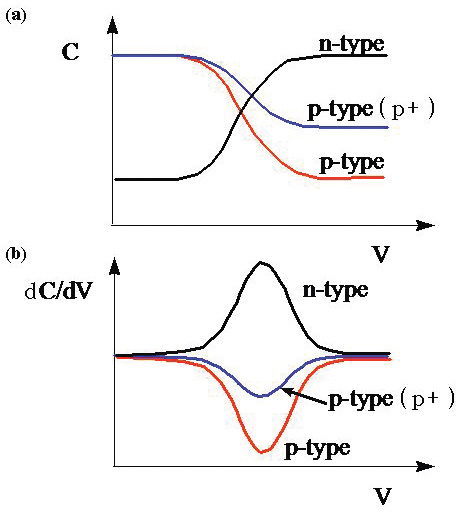 (a)
C
n-type
p-type (p+)
p-type
V
(b)
dC/dV
n-type
p-type (p+)
p-type
V